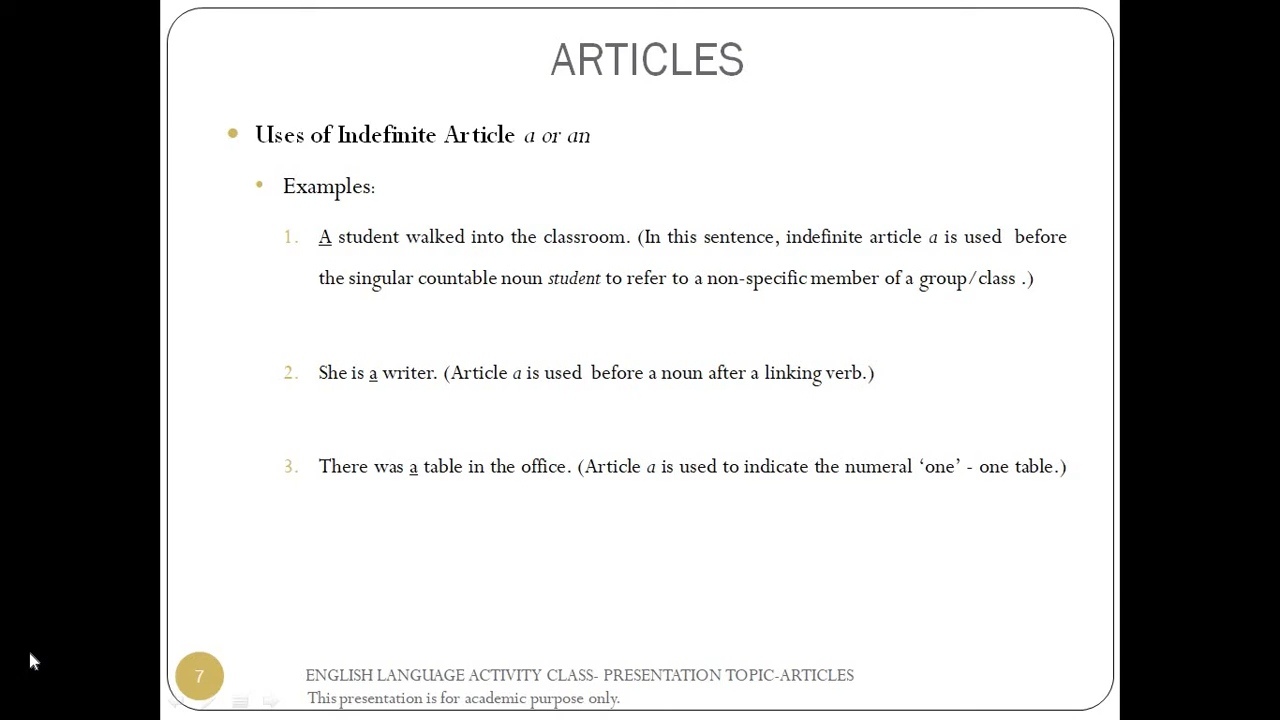 ARTICLES
Uses of Indefinite Article a or an
Examples:
1. A student walked into the classroom. (In this sentence, indefinite article a is used before
the singular countable noun student to refer to a non-specific member of a group/class .)
2. She is a writer. (Article a is used before a noun after a linking verb.)
3. There was a table in the office. (Article a is used to indicate the numeral ‘one’ - one table.)
7
ENGLISH LANGUAGE ACTIVITY CLASS- PRESENTATION TOPIC-ARTICLES
This presentation is for academic purpose only.